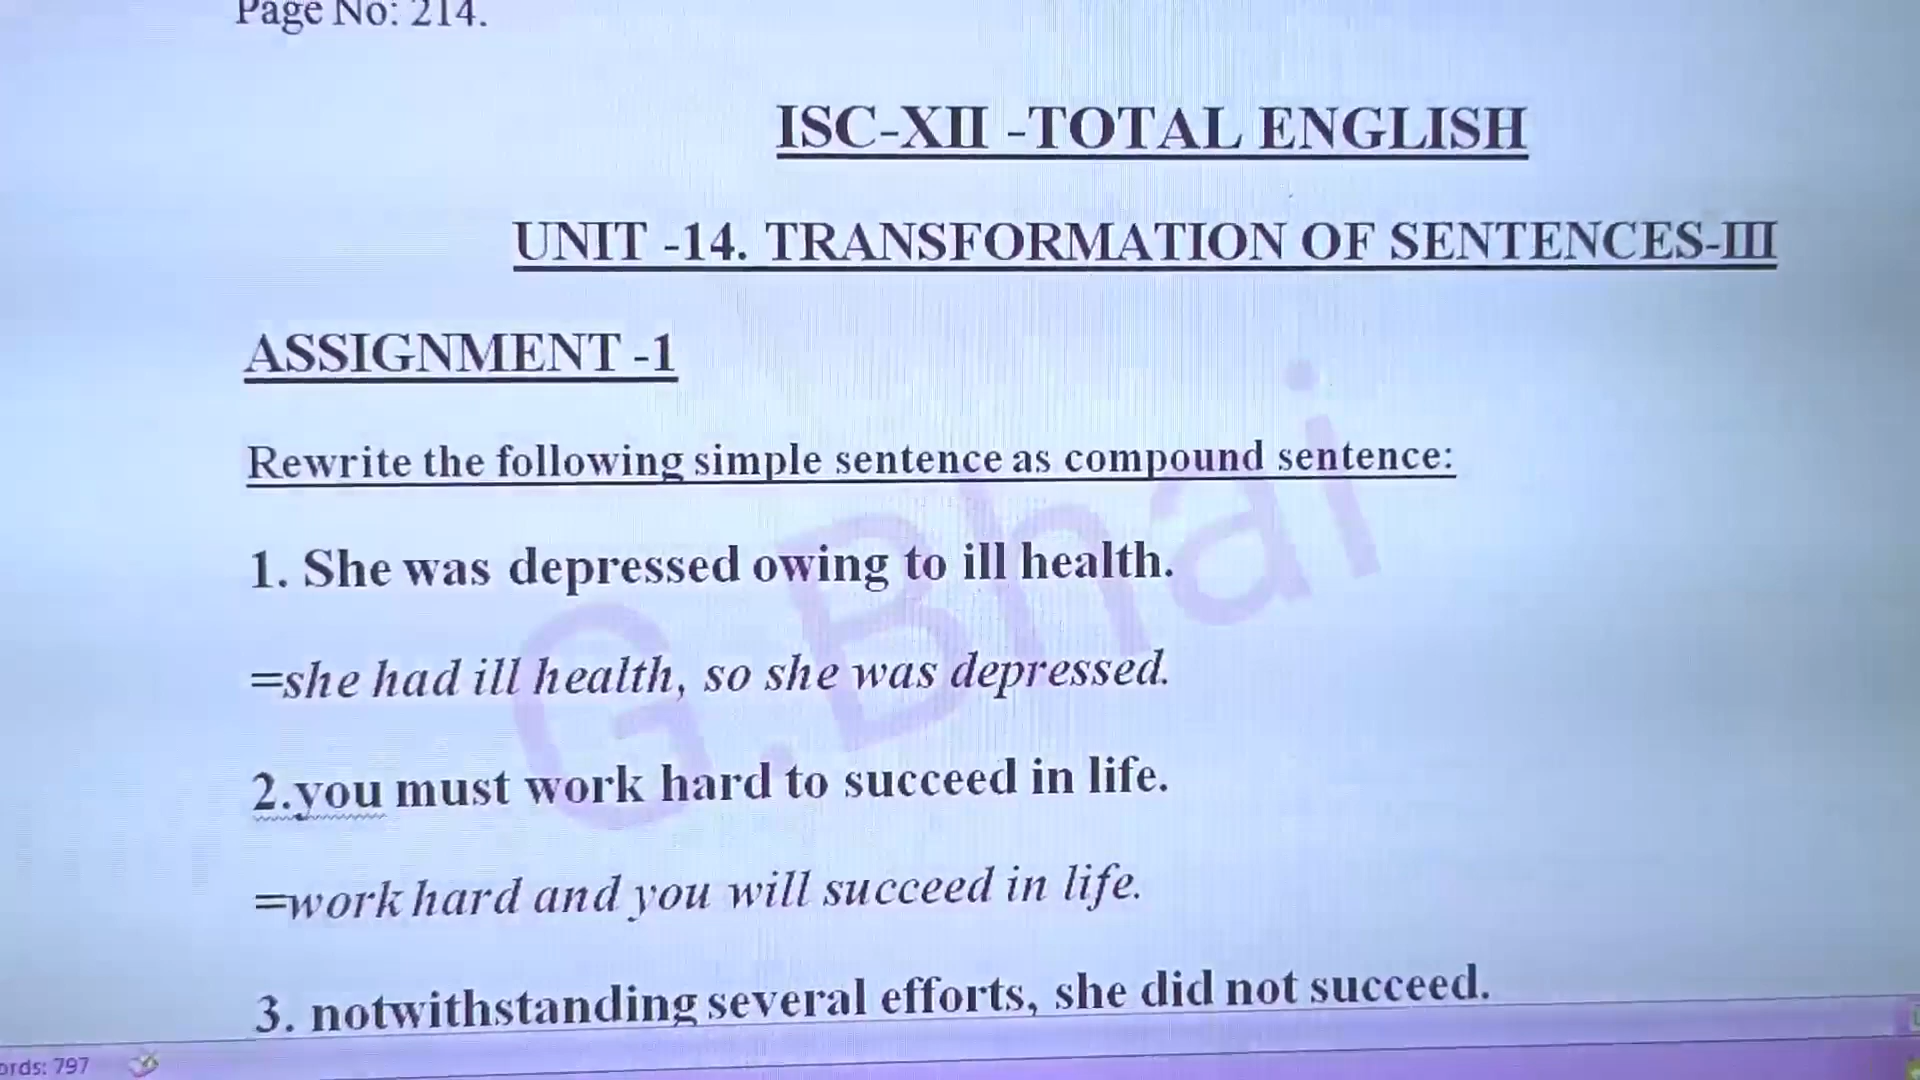 Page No: 214.
ISC-XII -TOTAL ENGLISH
UNIT -14. TRANSFORMATION OF SENTENCES-III
ASSIGNMENT -1
Rewrite the following simple sentence as compound sentence:
1. She was depressed owing to ill health.
=she had ill health, so she was depressed.
2.you must work hard to succeed in life.
=work hard and you will succeed in life.
3. notwithstanding several efforts, she did not succeed.
G.Bhai
ords: 797